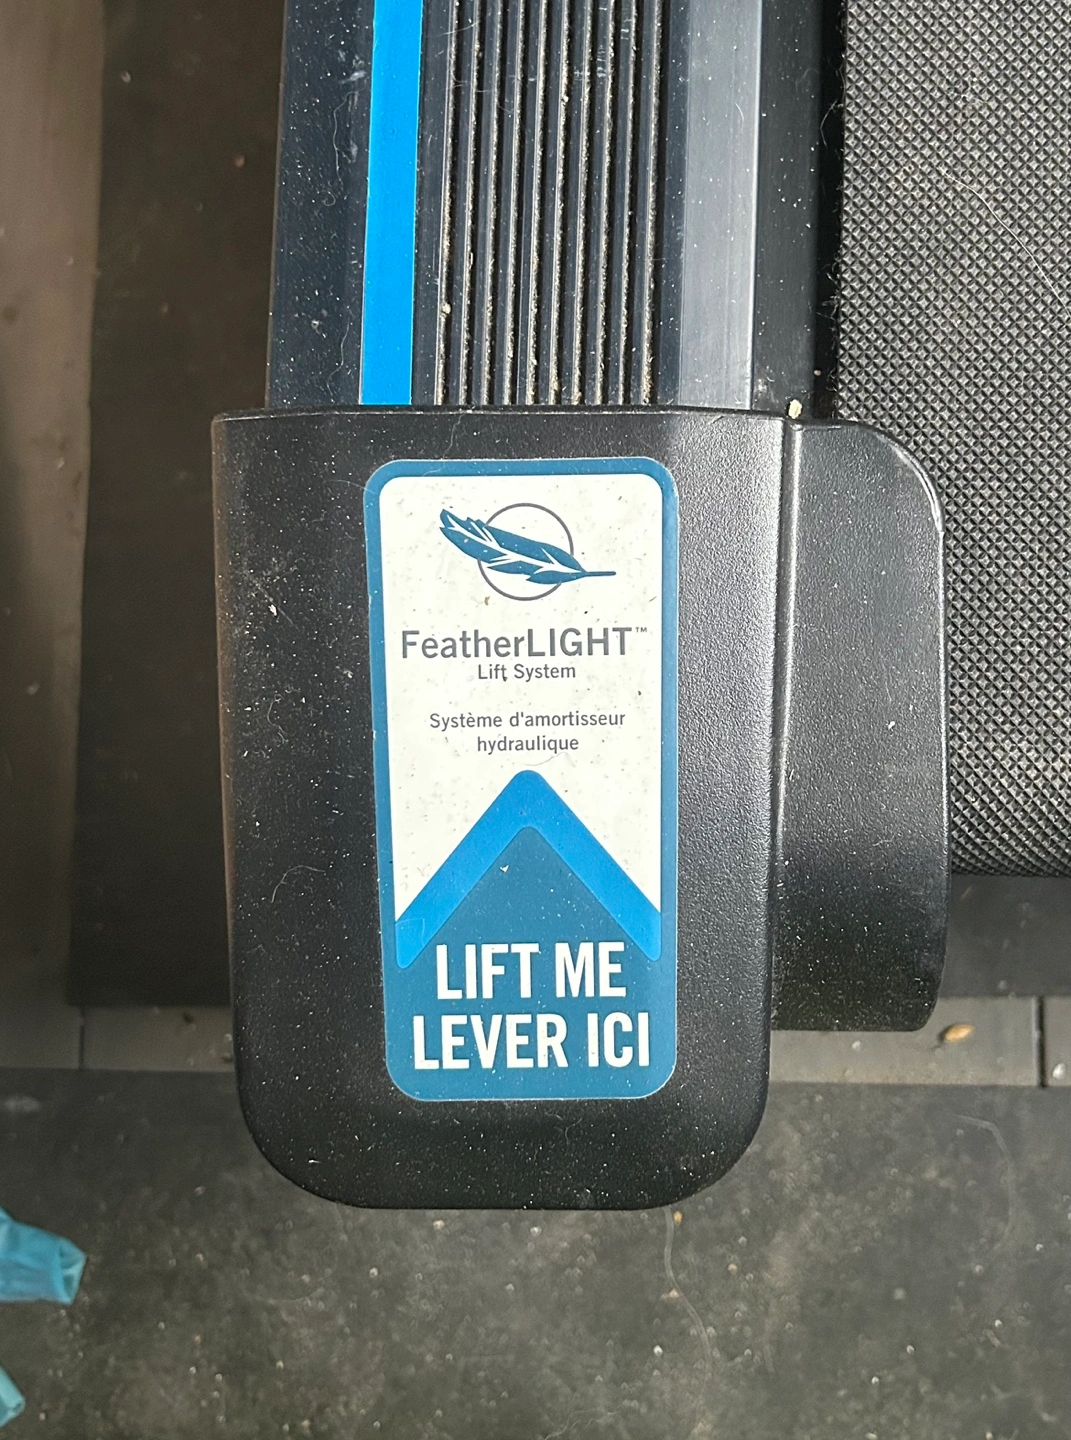 FeatherLIGHT™
Lift System
Système d'amortisseur
hydraulique
LIFT ME
LEVER ICI